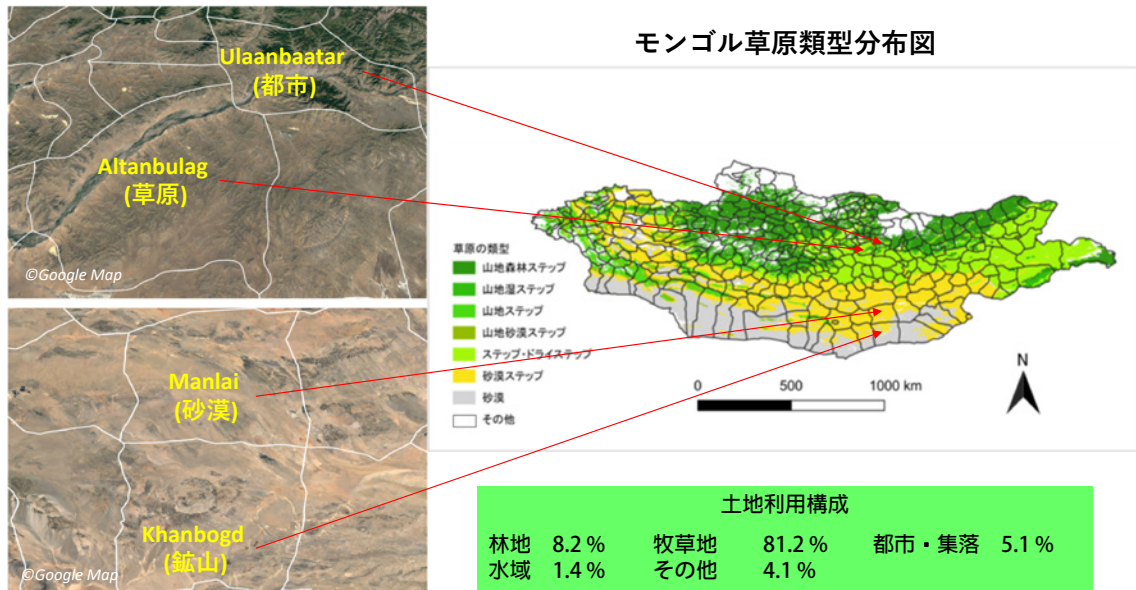 モンゴル草原類型分布図
Ulaanbaatar
(都市)
Altanbulag
(草原)
©Google Map
Manlai
(砂漠)
Khanbogd
(鉱山)
©Google Map
草原の類型
山地森林ステップ
山地湿ステップ
山地ステップ
山地砂漠ステップ
ステップ・ドライステップ
砂漠ステップ
砂漠
その他
0 500 1000 km
N
土地利用構成
林地 8.2 % 牧草地 81.2 % 都市・集落 5.1 %
水域 1.4 % その他 4.1 %